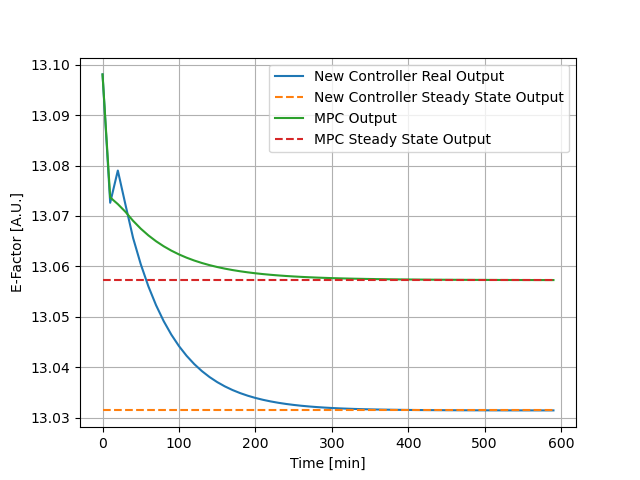 13.10
13.09
13.08
13.07
13.06
13.05
13.04
13.03
E-Factor [A.U.]
New Controller Real Output
New Controller Steady State Output
MPC Output
MPC Steady State Output
0 100 200 300 400 500 600
Time [min]